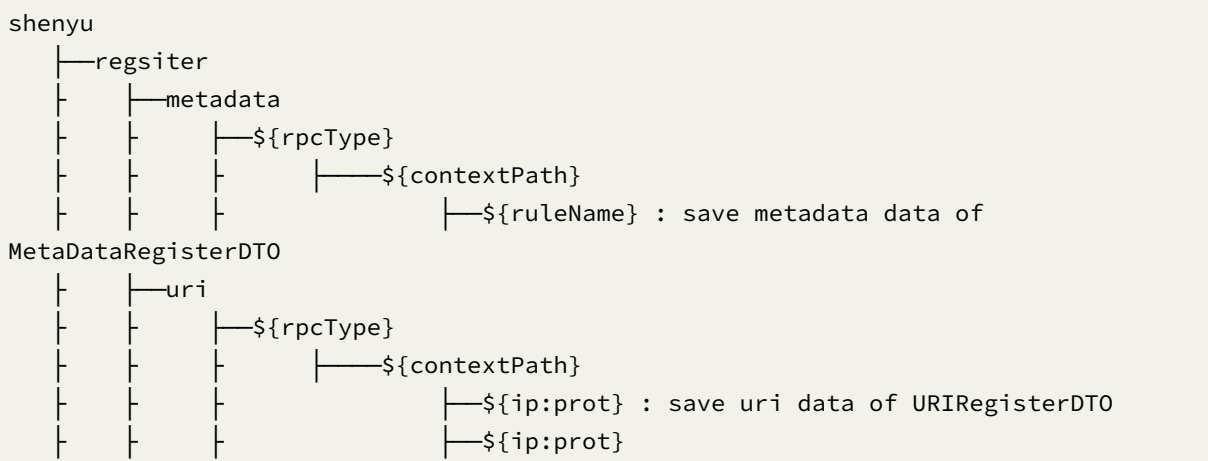 shenyu
   ├──regsiter
   ├    ├──metadata
   ├    ├     ├──${rpcType}
   ├    ├     ├      ├────${contextPath}
   ├    ├     ├               ├──${ruleName} : save metadata data of
MetaDataRegisterDTO
   ├    ├──uri
   ├    ├     ├──${rpcType}
   ├    ├     ├      ├────${contextPath}
   ├    ├     ├               ├──${ip:prot} : save uri data of URIRegisterDTO
   ├    ├     ├               ├──${ip:prot}